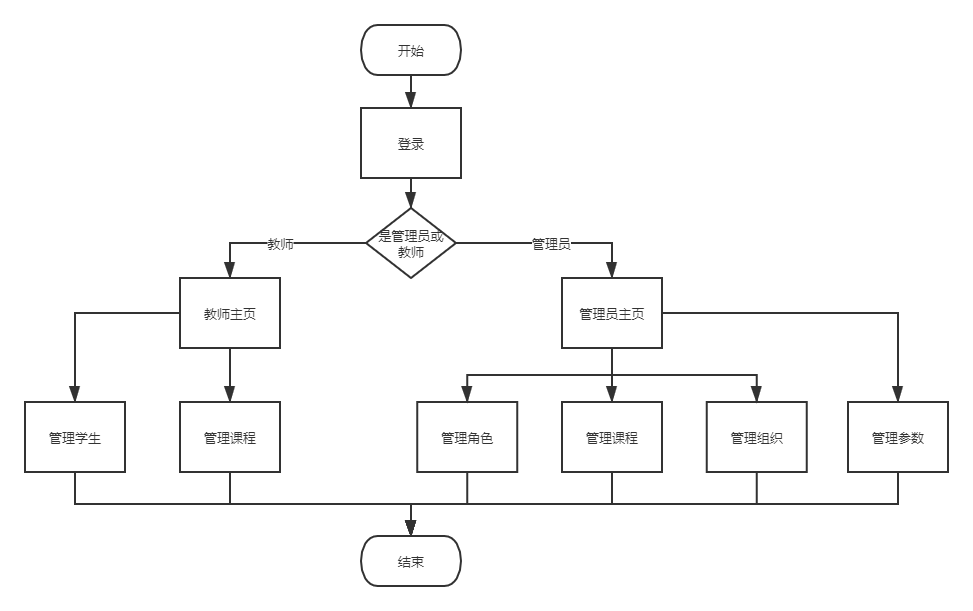 开始
登录
是管理员或
教师
教师
管理员
教师主页
管理员主页
管理学生
管理课程
管理角色
管理课程
管理组织
管理参数
结束